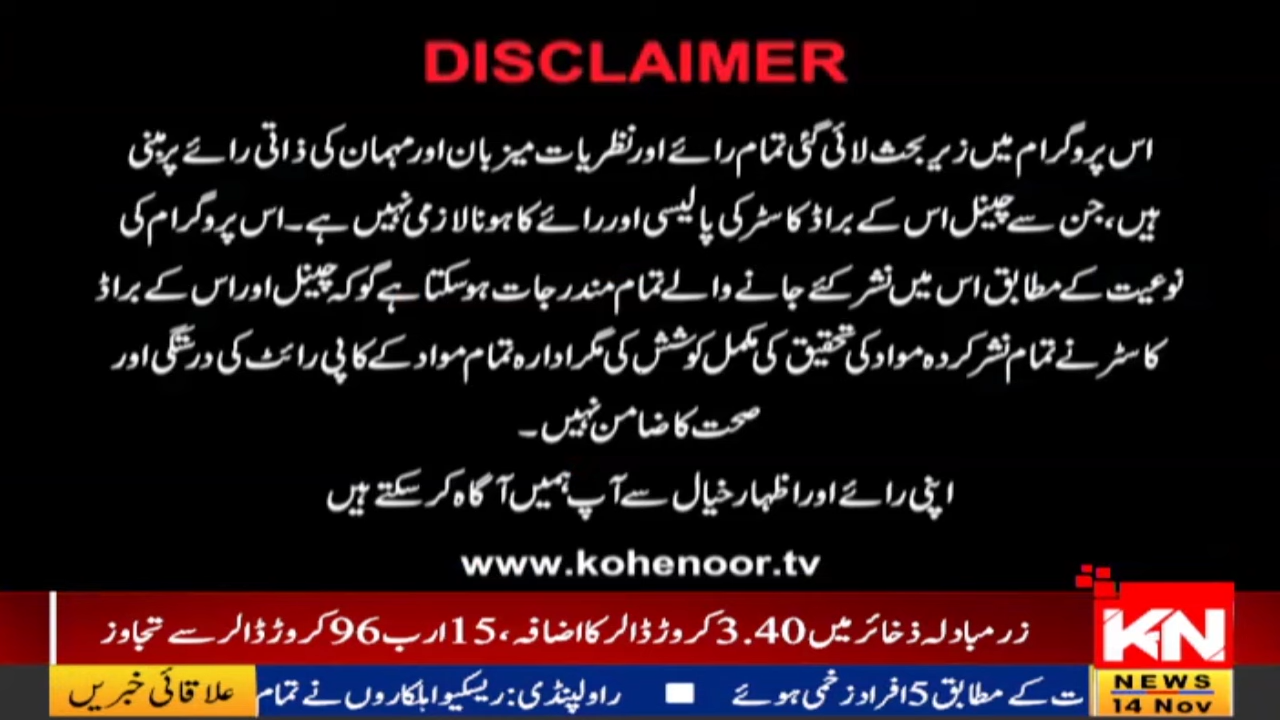 DISCLAIMER
اس پروگرام میں زیر بحث لائی گئی تمام رائے اور نظریات میزبان اور مہمان کی ذاتی رائے پر مبنی
ہیں، جن سے چینل اس کے براڈ کاسٹر کی پالیسی اور رائے کا ہونا لازمی نہیں ہے۔ اس پروگرام کی
نوعیت کے مطابق اس میں نشر کئے جانے والے تمام مندرجات ہو سکتا ہے گو کہ چینل اور اس کے براڈ
کاسٹر نے تمام نشر کردہ مواد کی تحقیق کی مکمل کوشش کی مگر ادارہ تمام مواد کے کاپی رائٹ کی درستگی اور
صحت کا ضامن نہیں۔
اپنی رائے اور اظہار خیال سے آپ ہمیں آگاہ کر سکتے ہیں
www.kohenoor.tv
زر مبادلہ ذخائر میں 3.40 کروڑ ڈالر کا اضافہ، 15 ارب 96 کروڑ ڈالر سے تجاوز
KN
NEWS
14 Nov
علاقائی خبریں
ت کے مطابق 5 افراد زخمی ہوئے ■ راولپنڈی: ریسکیو اہلکاروں نے تمام